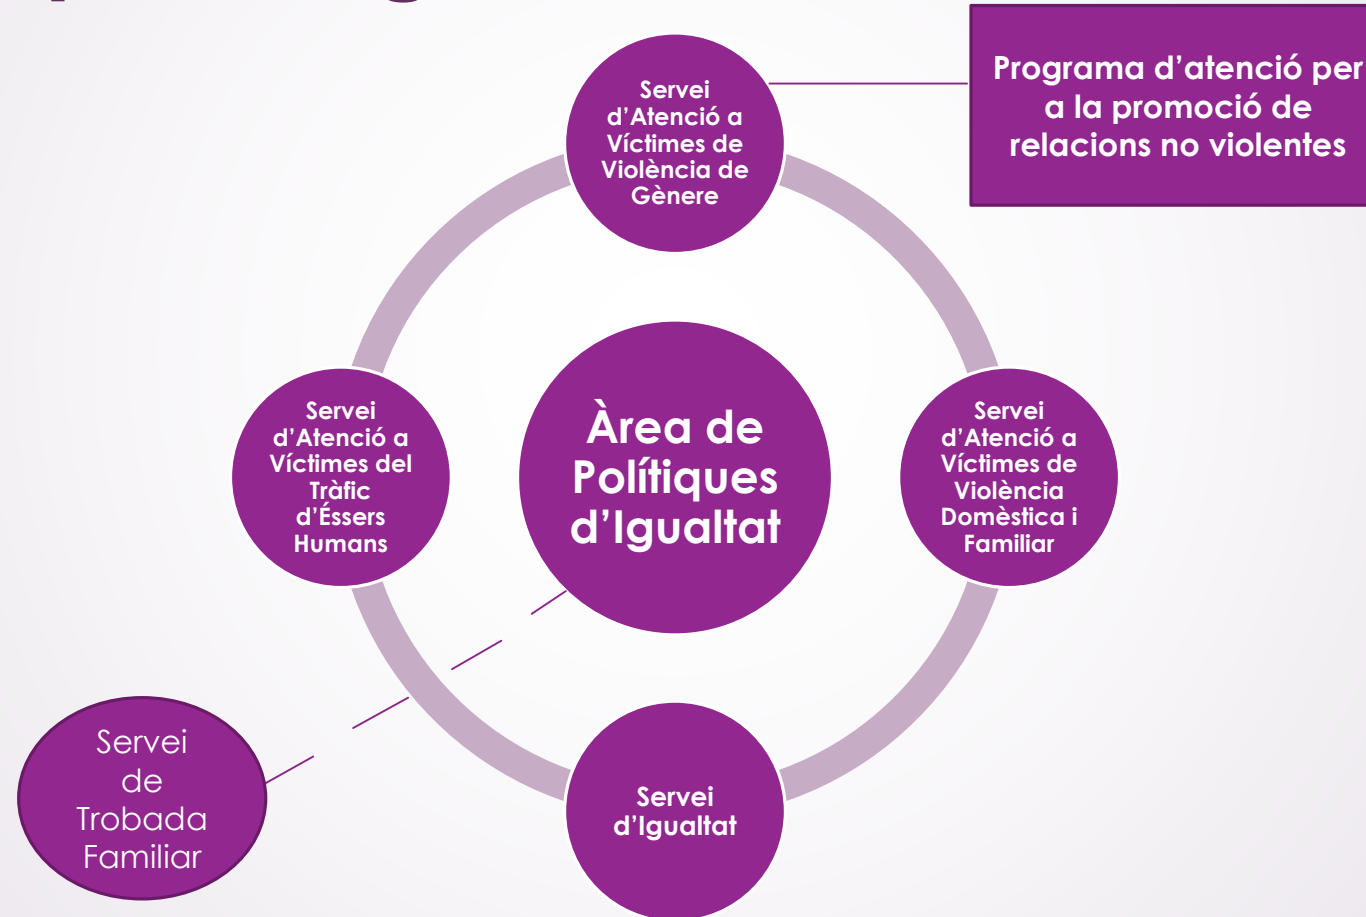 Servei
d'Atenció a
Víctimes de
Violència de
Gènere
Programa d'atenció per
a la promoció de
relacions no violentes
Servei
d'Atenció a
Víctimes del
Tràfic
d'Éssers
Humans
Àrea de
Polítiques
d'Igualtat
Servei
d'Atenció a
Víctimes de
Violència
Domèstica i
Familiar
Servei
de
Trobada
Familiar
Servei
d'Igualtat